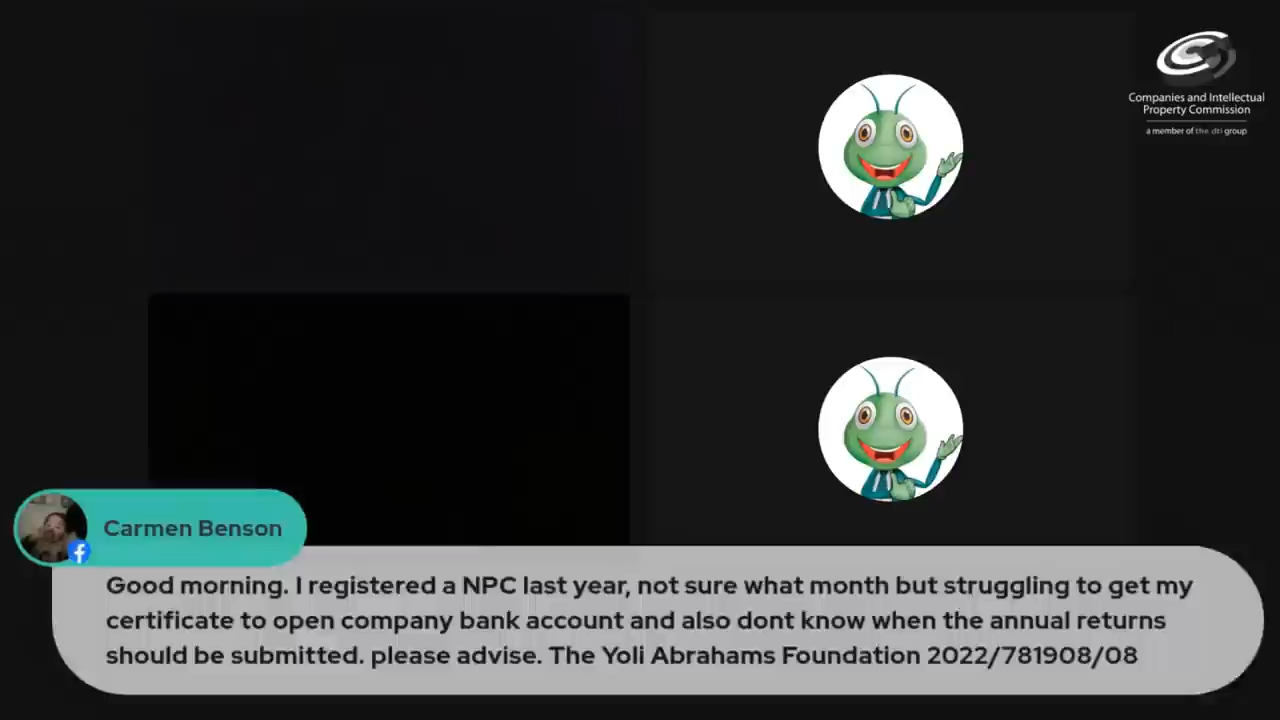 Companies and Intellectual
Property Commission
a member of the dti group
Carmen Benson
Good morning. I registered a NPC last year, not sure what month but struggling to get my
certificate to open company bank account and also dont know when the annual returns
should be submitted. please advise. The Yoli Abrahams Foundation 2022/781908/08